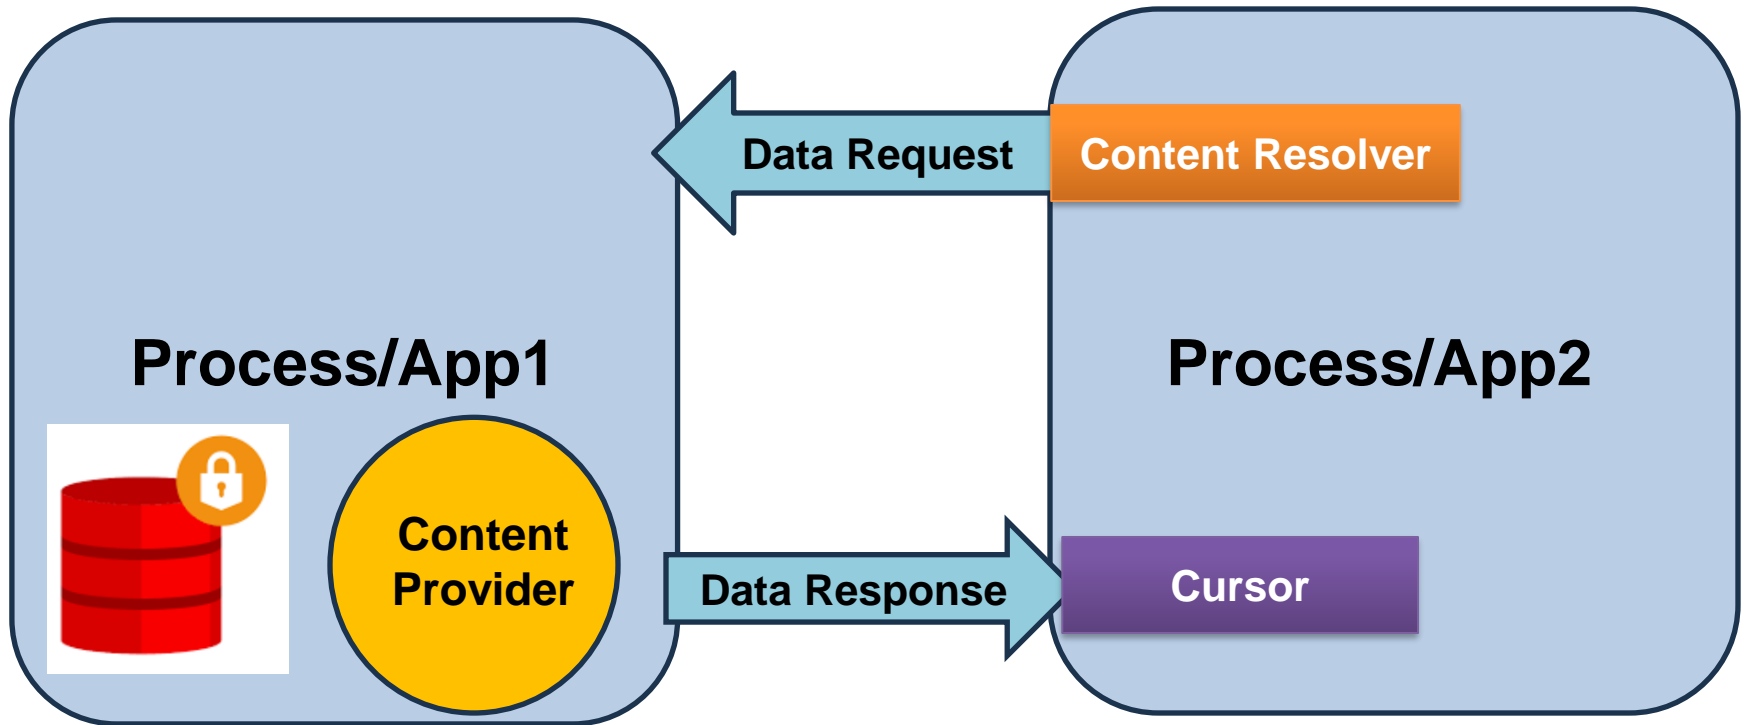 Data Request
Content Resolver
Process/App1
Process/App2
Content
Provider
Data Response
Cursor